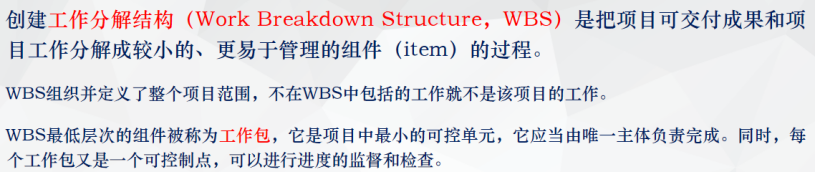 创建工作分解结构（Work Breakdown Structure，WBS）是把项目可交付成果和项
目工作分解成较小的、更易于管理的组件（item）的过程。
WBS组织并定义了整个项目范围，不在WBS中包括的工作就不是该项目的工作。
WBS最低层次的组件被称为工作包，它是项目中最小的可控单元，它应当由唯一主体负责完成。同时，每
个工作包又是一个可控制点，可以进行进度的监督和检查。